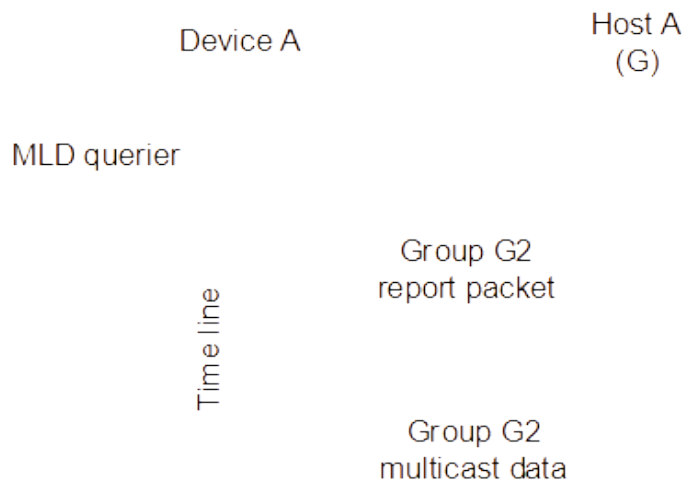 Device A
Host A
(G)
MLD querier
Group G2
report packet
Time line
Group G2
multicast data